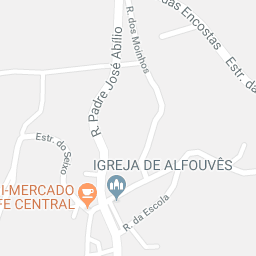 R. dos Moinhos
das Encostas
Estr. da
R. Padre José Abílio
Estr. do Seixo
IGREJA DE ALFOUVÊS
I-MERCADO
FE CENTRAL
R. da Escola